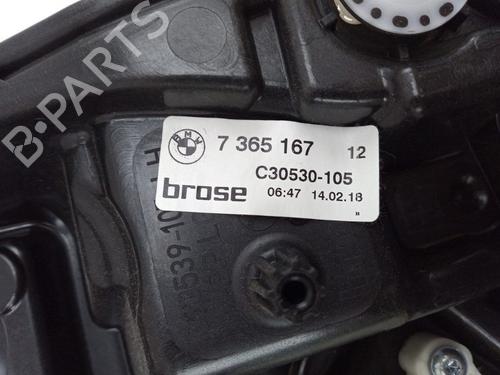 B-PARTS
BMW
7 365 167 12
C30530-105
brose
06:47 14.02.18
"